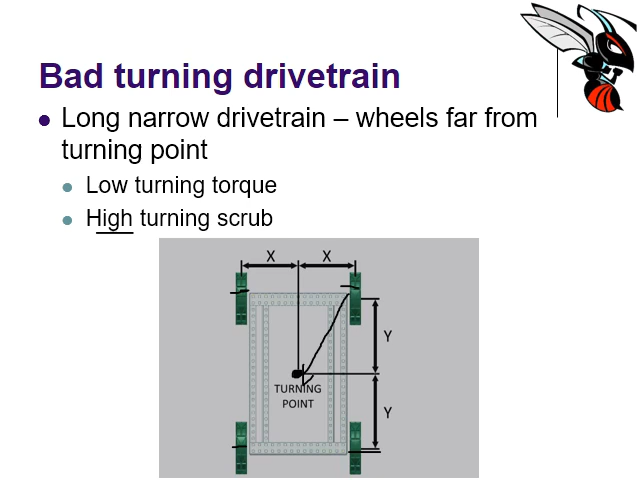 Bad turning drivetrain
Long narrow drivetrain – wheels far from
turning point
Low turning torque
High turning scrub
X X
Y
TURNING
POINT
Y